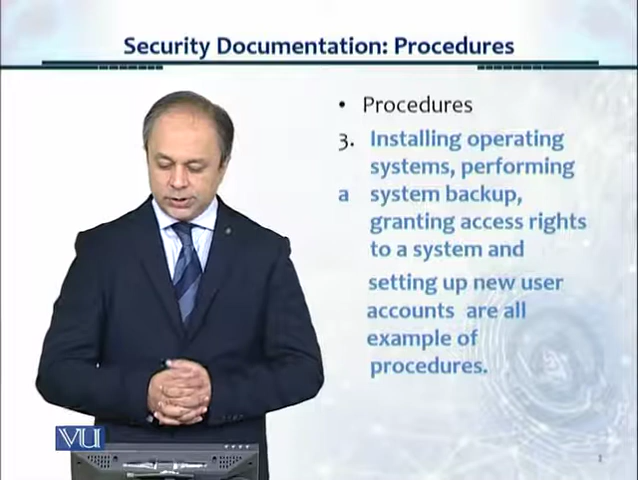 Security Documentation: Procedures
• Procedures
3. Installing operating
systems, performing
a system backup,
granting access rights
to a system and
setting up new user
accounts are all
example of
procedures.
VU